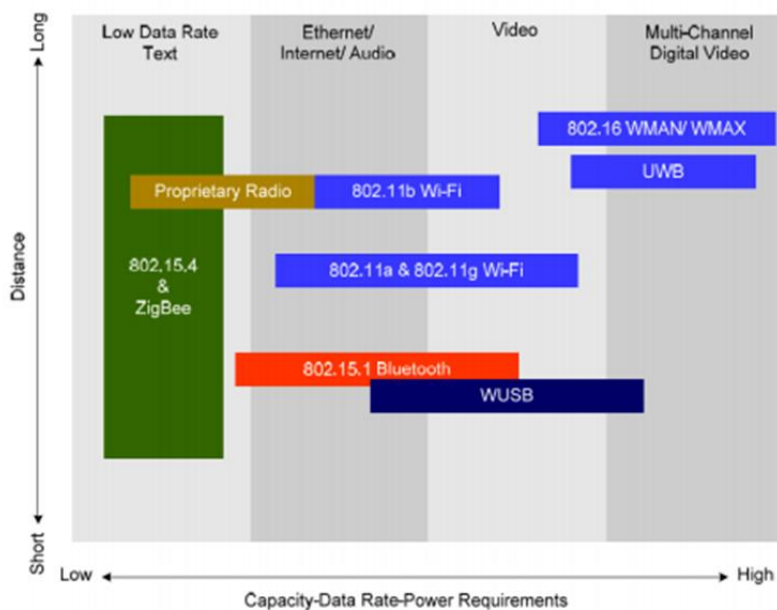 Long
Low Data Rate
Text
Ethernet/
Internet/ Audio
Video
Multi-Channel
Digital Video
802.16 WMAN/ WMAX
UWB
Proprietary Radio
802.11b Wi-Fi
802.15.4
&
ZigBee
802.11a & 802.11g Wi-Fi
Distance
802.15.1 Bluetooth
WUSB
Short
Low
High
Capacity-Data Rate-Power Requirements